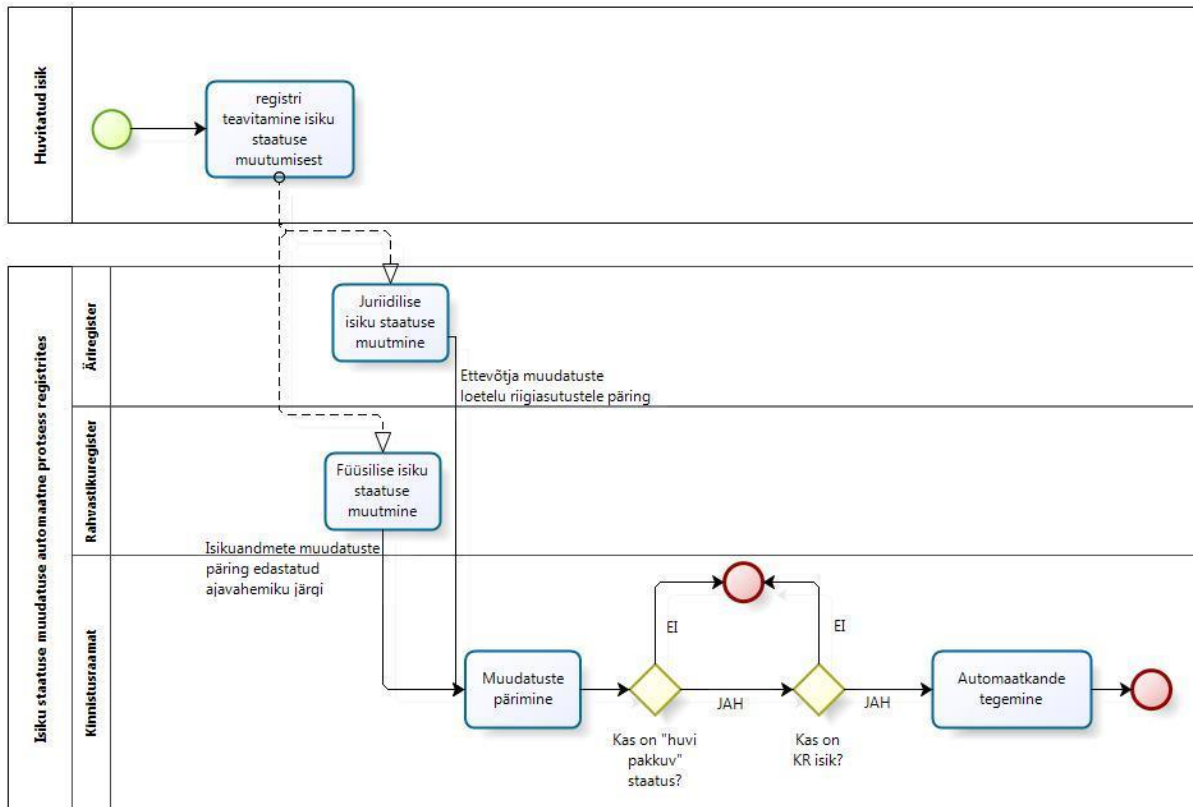 Huvitatud isik
registri
teavitamine isiku
staatuse
muutumisest
Isiku staatuse muudatuse automaatne protsess registrites
Äriregister
Juriidilise
isiku staatuse
muutmine
Ettevõtja muudatuste
loetelu riigiasutustele päring
Rahvastikuregister
Füüsilise isiku
staatuse
muutmine
Isikuandmete muudatuste
päring edastatud
ajavahemiku järgi
Kinnistusraamat
Muudatuste
pärimine
EI
JAH
Kas on "huvi
pakkuv"
staatus?
EI
JAH
Kas on
KR isik?
Automaatkande
tegemine